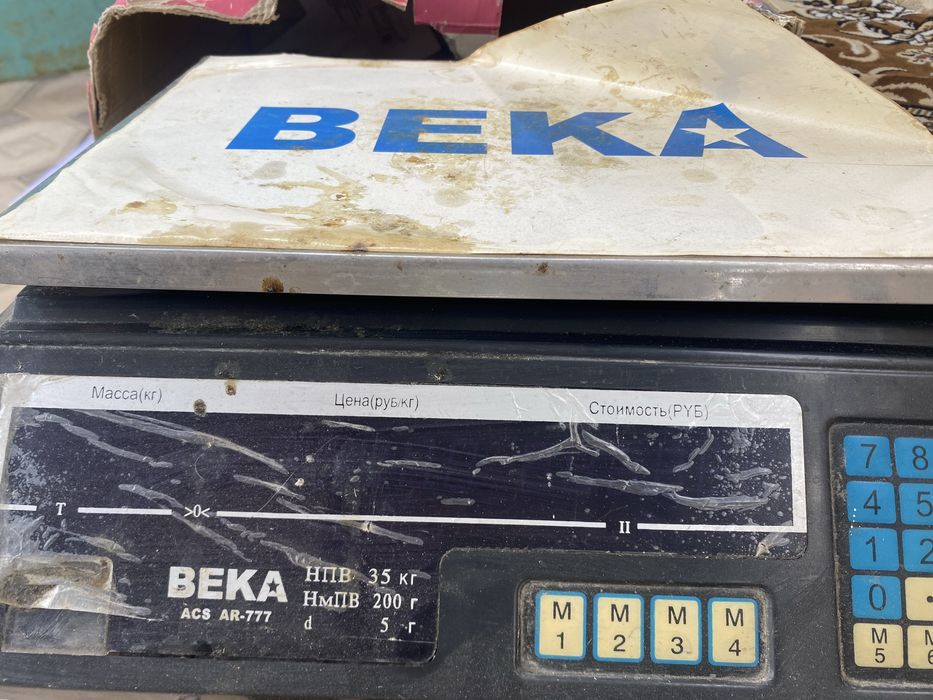 BEKA
Масса(кг) Цена(руб/кг) Стоимость(РУБ)
T >0< II
BEKA
ACS AR-777
НПВ 35 кг
НмПВ 200 г
d 5 г
7 8
4 5
1 2
0 .
M 1 M 2 M 3 M 4
M 5 M 6